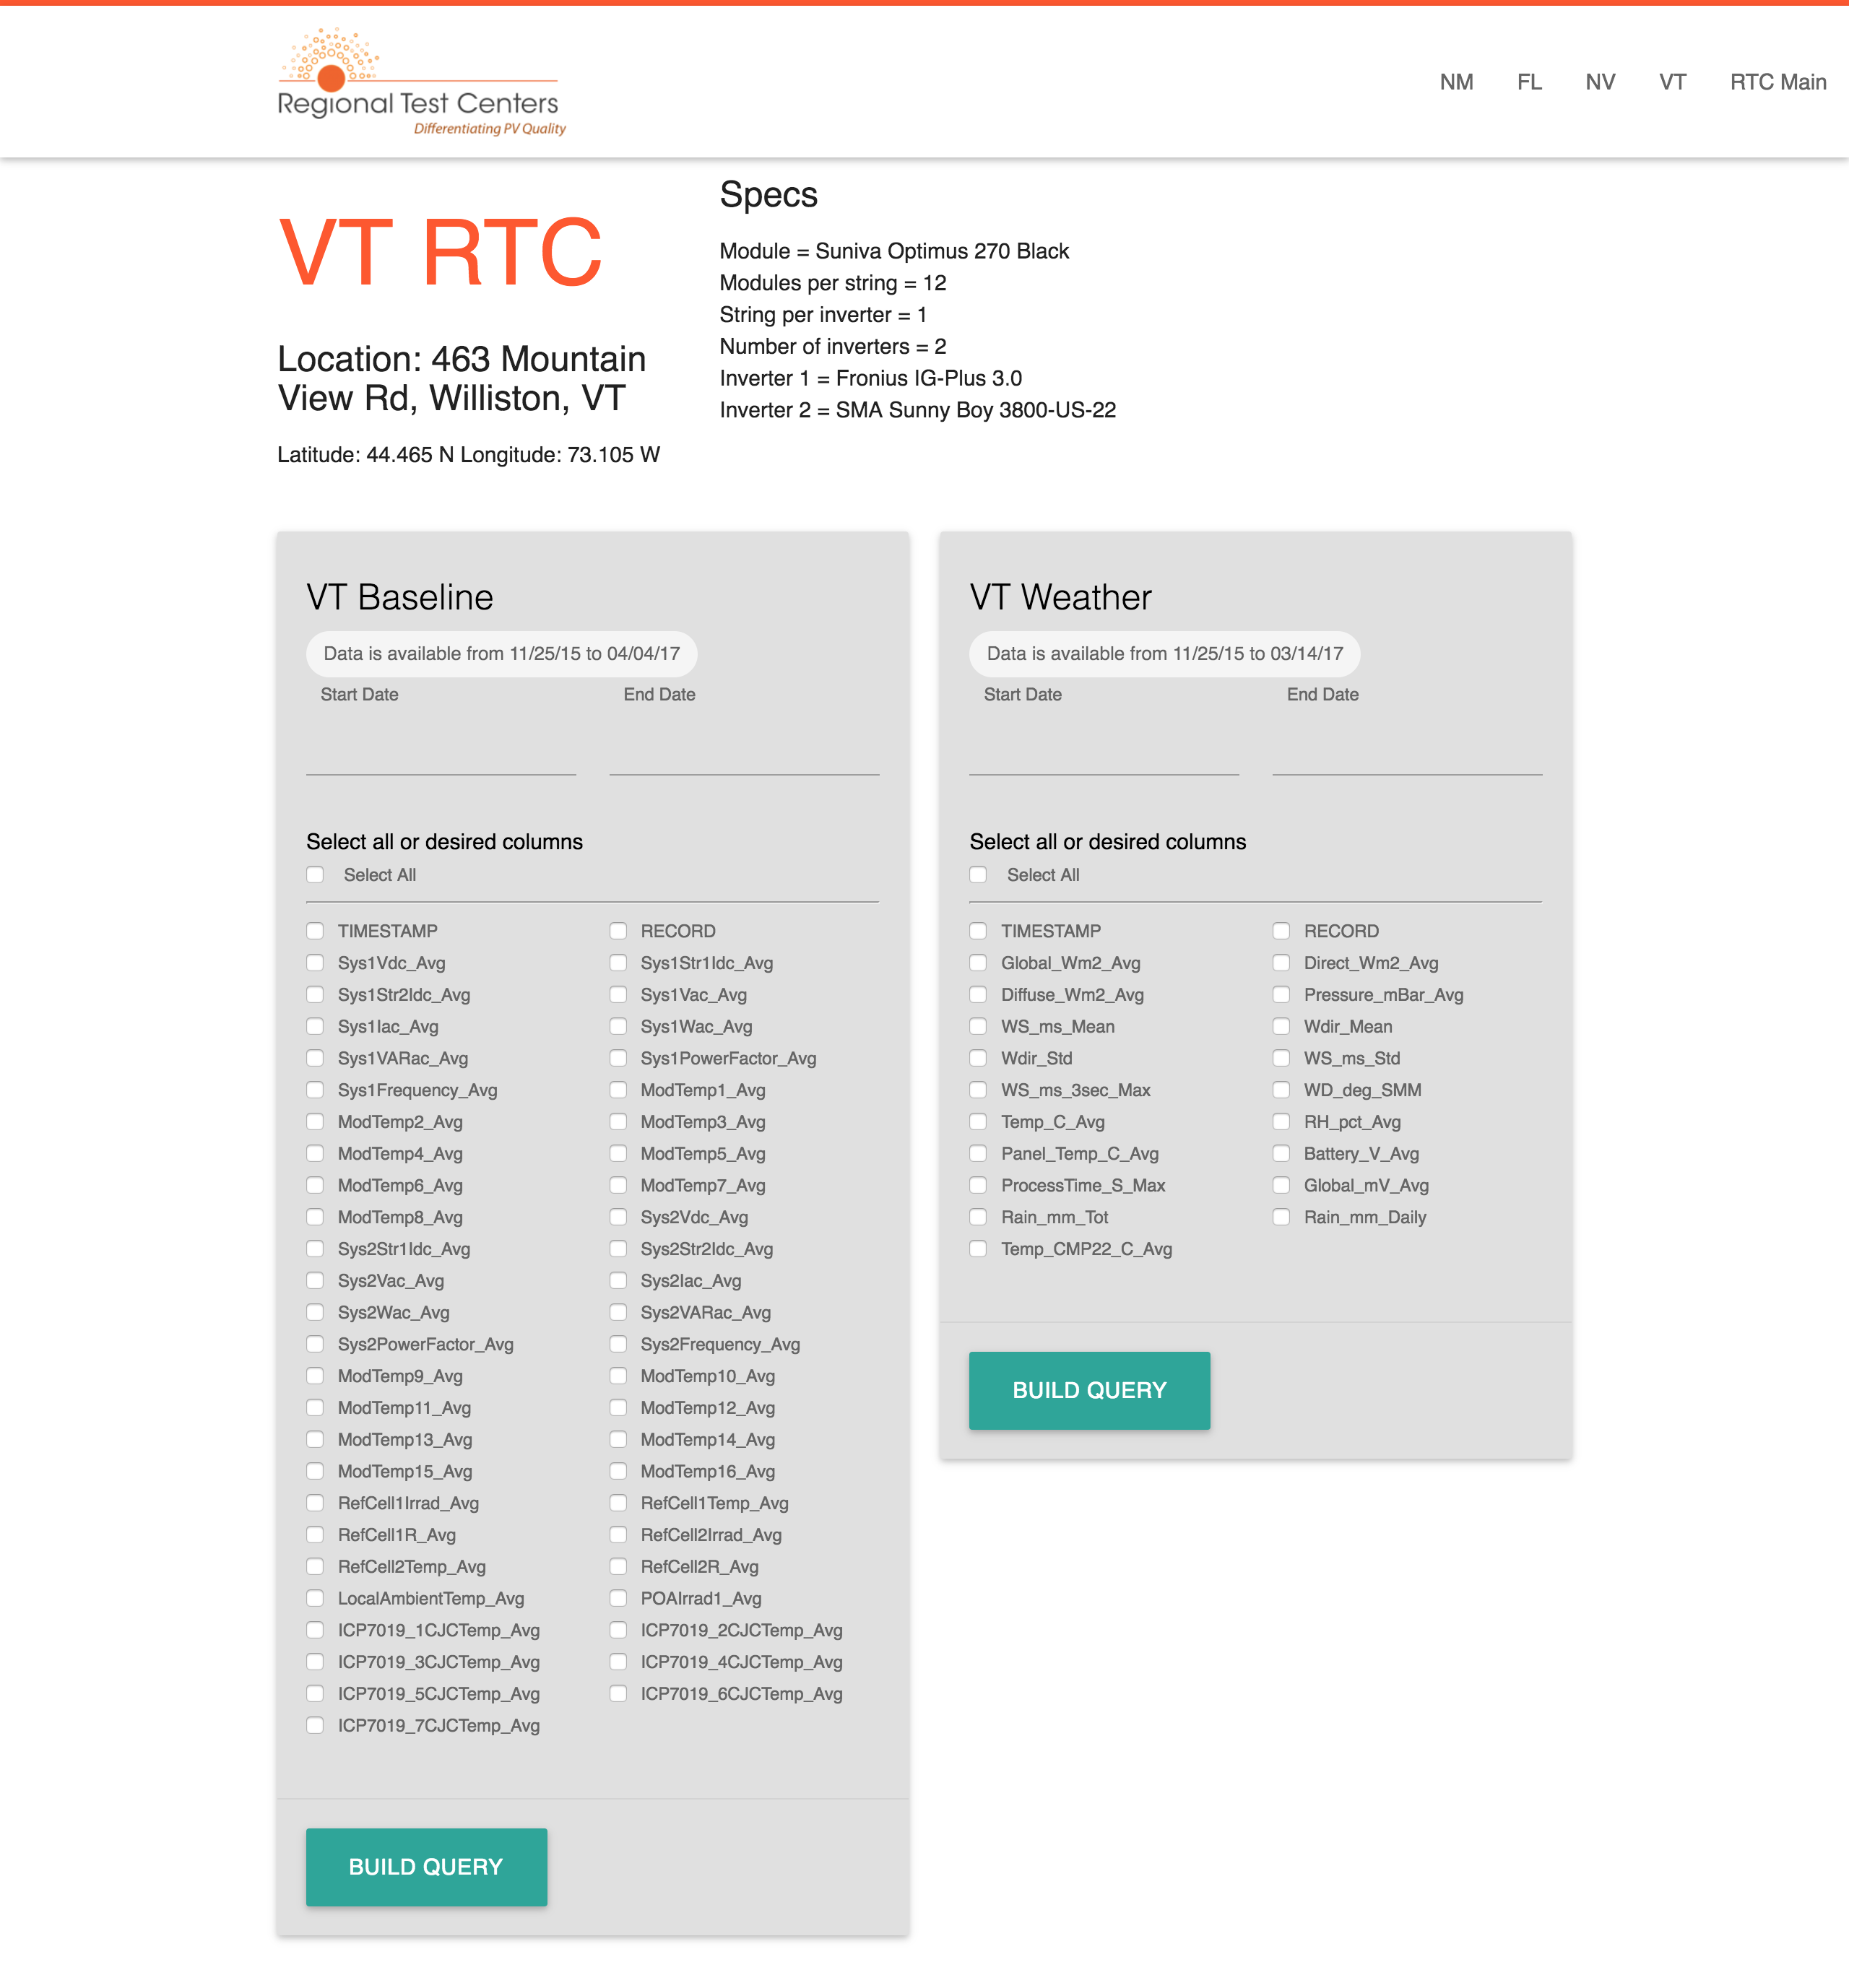 Regional Test Centers
Differentiating PV Quality
NM FL NV VT RTC Main
VT RTC
Location: 463 Mountain
View Rd, Williston, VT
Latitude: 44.465 N Longitude: 73.105 W
Specs
Module = Suniva Optimus 270 Black
Modules per string = 12
String per inverter = 1
Number of inverters = 2
Inverter 1 = Fronius IG-Plus 3.0
Inverter 2 = SMA Sunny Boy 3800-US-22
VT Baseline
Data is available from 11/25/15 to 04/04/17
Start Date End Date
Select all or desired columns
Select All
TIMESTAMP RECORD
Sys1Vdc_Avg Sys1Str1Idc_Avg
Sys1Str2Idc_Avg Sys1Vac_Avg
Sys1Iac_Avg Sys1Wac_Avg
Sys1VARac_Avg Sys1PowerFactor_Avg
Sys1Frequency_Avg ModTemp1_Avg
ModTemp2_Avg ModTemp3_Avg
ModTemp4_Avg ModTemp5_Avg
ModTemp6_Avg ModTemp7_Avg
ModTemp8_Avg Sys2Vdc_Avg
Sys2Str1Idc_Avg Sys2Str2Idc_Avg
Sys2Vac_Avg Sys2Iac_Avg
Sys2Wac_Avg Sys2VARac_Avg
Sys2PowerFactor_Avg Sys2Frequency_Avg
ModTemp9_Avg ModTemp10_Avg
ModTemp11_Avg ModTemp12_Avg
ModTemp13_Avg ModTemp14_Avg
ModTemp15_Avg ModTemp16_Avg
RefCell1Irrad_Avg RefCell1Temp_Avg
RefCell1R_Avg RefCell2Irrad_Avg
RefCell2Temp_Avg RefCell2R_Avg
LocalAmbientTemp_Avg POAIrrad1_Avg
ICP7019_1CJCTemp_Avg ICP7019_2CJCTemp_Avg
ICP7019_3CJCTemp_Avg ICP7019_4CJCTemp_Avg
ICP7019_5CJCTemp_Avg ICP7019_6CJCTemp_Avg
ICP7019_7CJCTemp_Avg
BUILD QUERY
VT Weather
Data is available from 11/25/15 to 03/14/17
Start Date End Date
Select all or desired columns
Select All
TIMESTAMP RECORD
Global_Wm2_Avg Direct_Wm2_Avg
Diffuse_Wm2_Avg Pressure_mBar_Avg
WS_ms_Mean Wdir_Mean
Wdir_Std WS_ms_Std
WS_ms_3sec_Max WD_deg_SMM
Temp_C_Avg RH_pct_Avg
Panel_Temp_C_Avg Battery_V_Avg
ProcessTime_S_Max Global_mV_Avg
Rain_mm_Tot Rain_mm_Daily
Temp_CMP22_C_Avg
BUILD QUERY